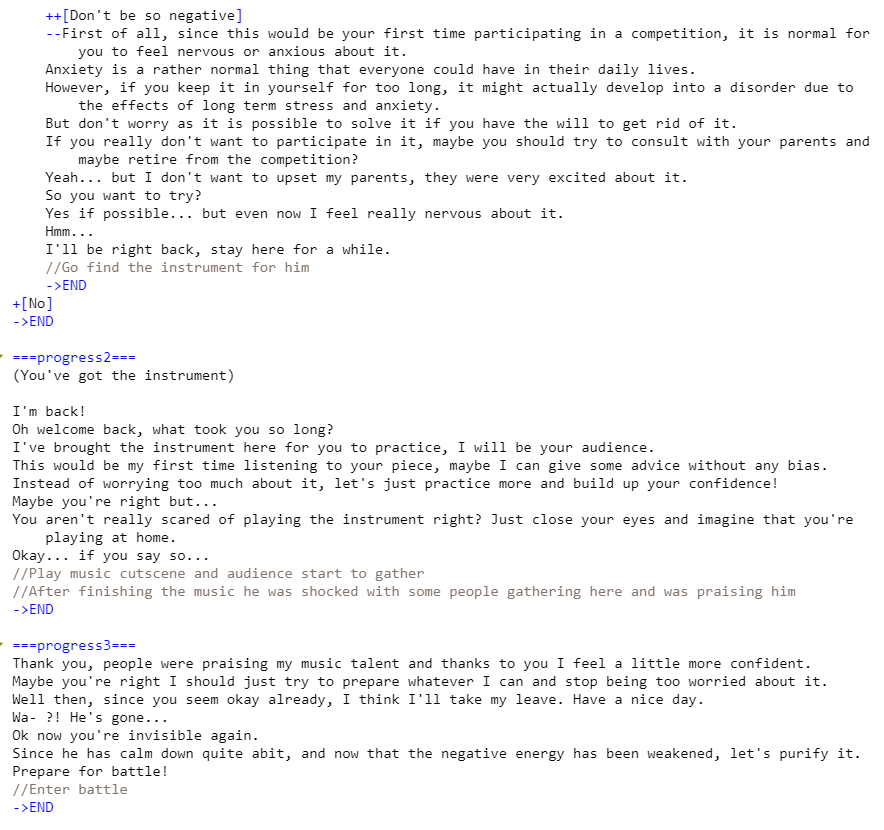 ++[Don't be so negative]
--First of all, since this would be your first time participating in a competition, it is normal for
you to feel nervous or anxious about it.
Anxiety is a rather normal thing that everyone could have in their daily lives.
However, if you keep it in yourself for too long, it might actually develop into a disorder due to
the effects of long term stress and anxiety.
But don't worry as it is possible to solve it if you have the will to get rid of it.
If you really don't want to participate in it, maybe you should try to consult with your parents and
maybe retire from the competition?
Yeah... but I don't want to upset my parents, they were very excited about it.
So you want to try?
Yes if possible... but even now I feel really nervous about it.
Hmm...
I'll be right back, stay here for a while.
//Go find the instrument for him
->END
+[No]
->END
===progress2===
(You've got the instrument)
I'm back!
Oh welcome back, what took you so long?
I've brought the instrument here for you to practice, I will be your audience.
This would be my first time listening to your piece, maybe I can give some advice without any bias.
Instead of worrying too much about it, let's just practice more and build up your confidence!
Maybe you're right but...
You aren't really scared of playing the instrument right? Just close your eyes and imagine that you're
playing at home.
Okay... if you say so...
//Play music cutscene and audience start to gather
//After finishing the music he was shocked with some people gathering here and was praising him
->END
===progress3===
Thank you, people were praising my music talent and thanks to you I feel a little more confident.
Maybe you're right I should just try to prepare whatever I can and stop being too worried about it.
Well then, since you seem okay already, I think I'll take my leave. Have a nice day.
Wa- ?! He's gone...
Ok now you're invisible again.
Since he has calm down quite abit, and now that the negative energy has been weakened, let's purify it.
Prepare for battle!
//Enter battle
->END